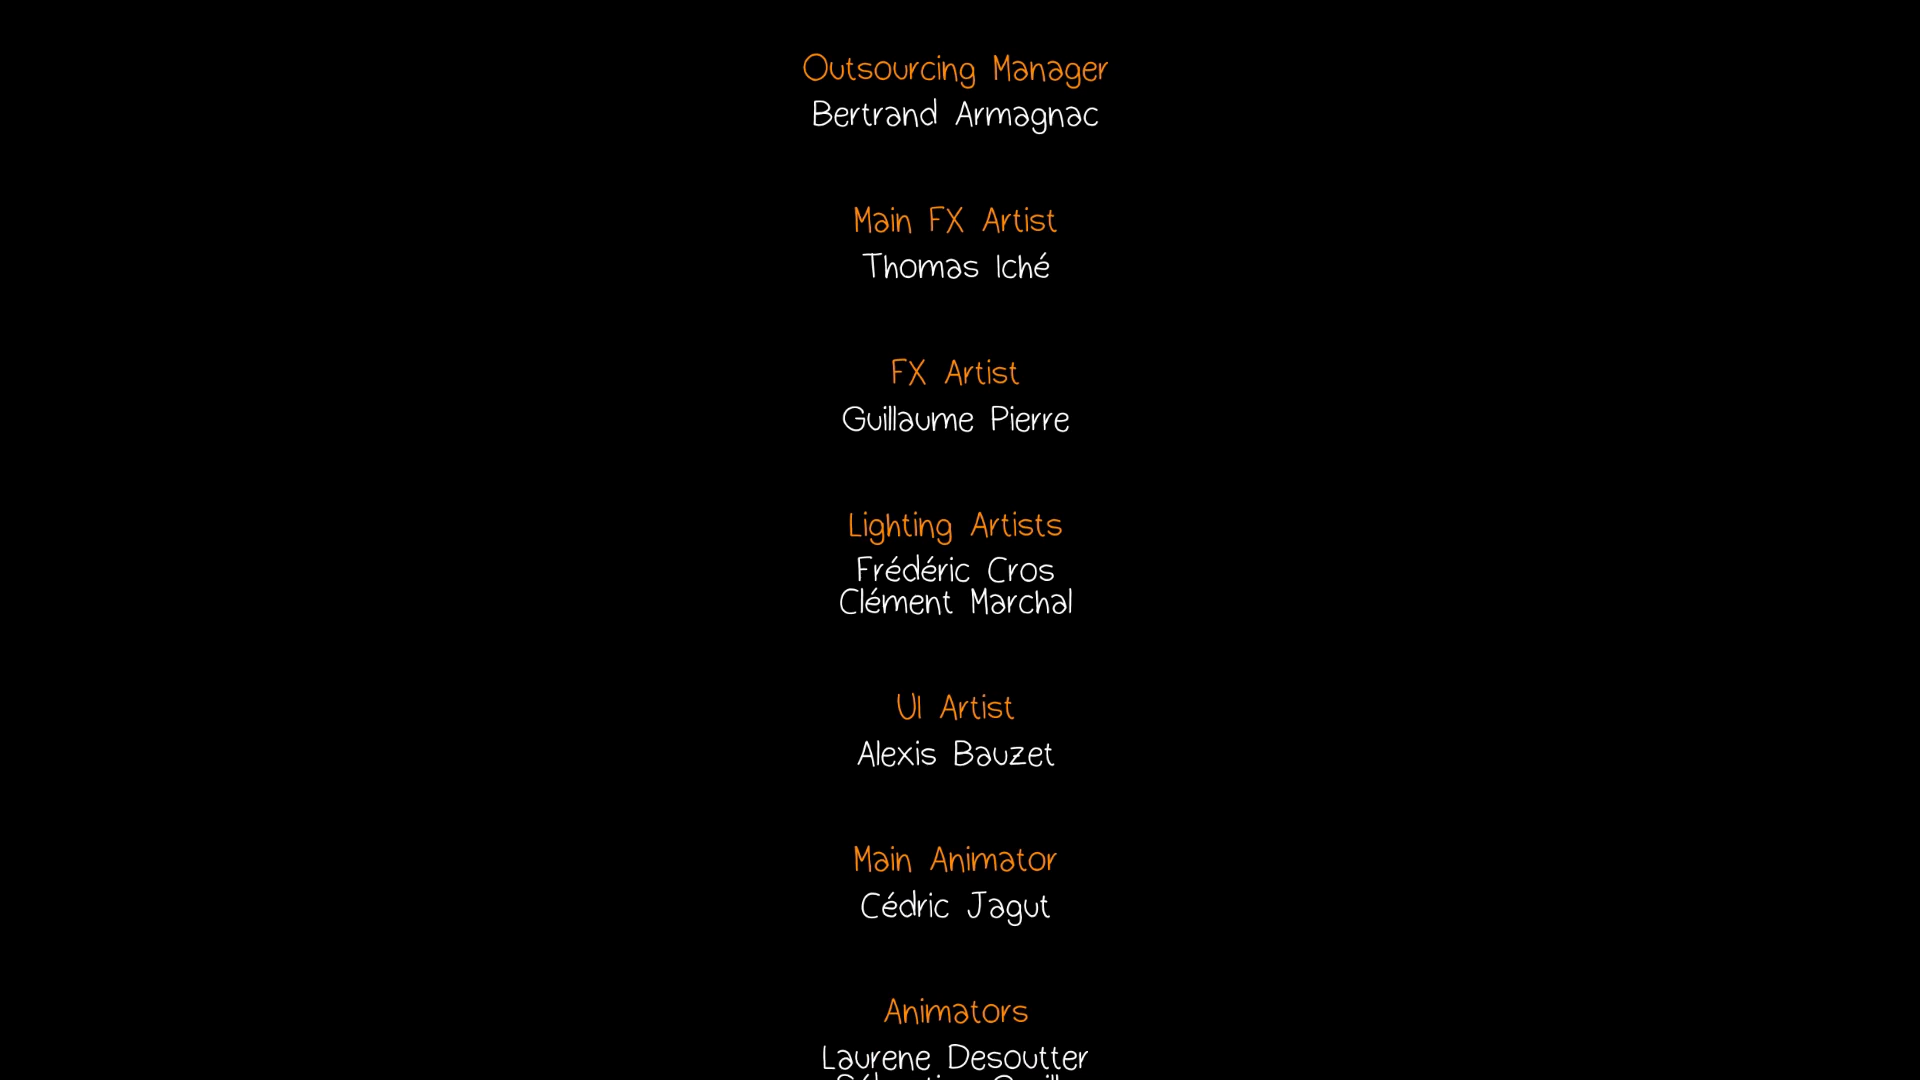 Outsourcing Manager
Bertrand Armagnac
Main FX Artist
Thomas Iché
FX Artist
Guillaume Pierre
Lighting Artists
Frédéric Cros
Clément Marchal
UI Artist
Alexis Bauzet
Main Animator
Cédric Jagut
Animators
Laurene Desoutter